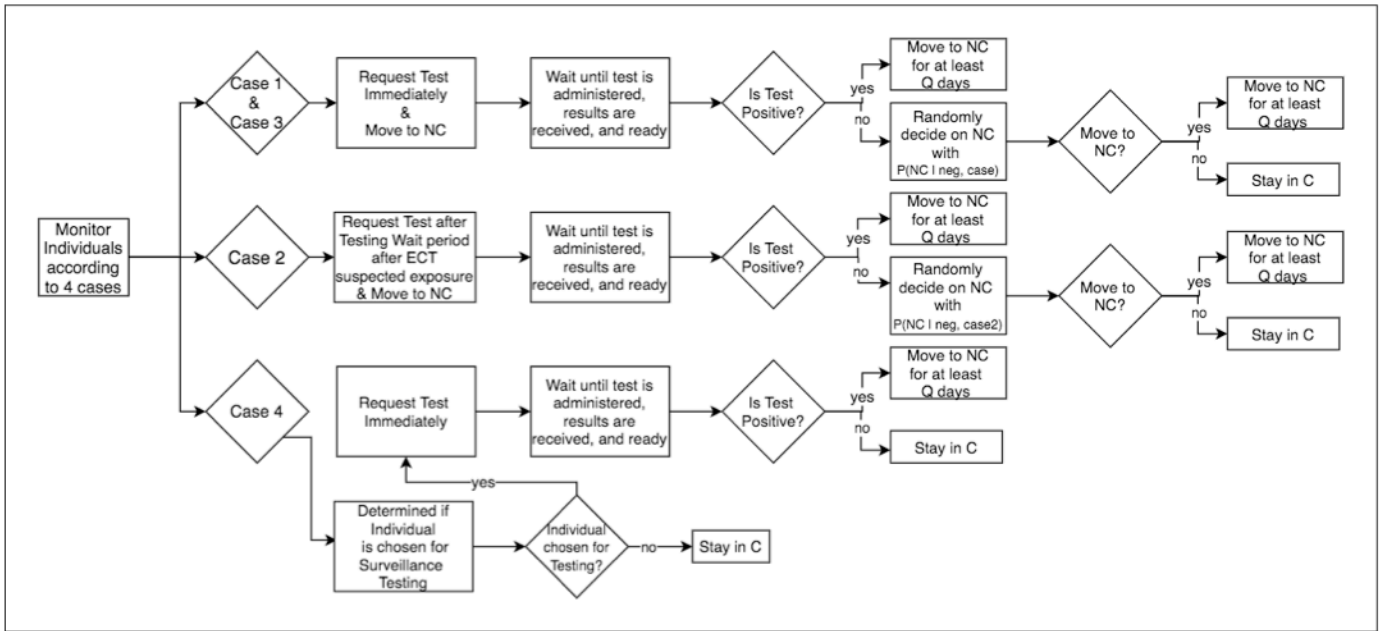 Monitor
Individuals
according
to 4 cases
Case 1
&
Case 3
Request Test
Immediately
&
Move to NC
Wait until test is
administered,
results are
received, and ready
Is Test
Positive?
yes
no
Move to NC
for at least
Q days
Randomly
decide on NC
with
P(NC I neg, case)
Move to
NC?
yes
no
Move to NC
for at least
Q days
Stay in C
Case 2
Request Test after
Testing Wait period
after ECT
suspected exposure
& Move to NC
Wait until test is
administered,
results are
received, and ready
Is Test
Positive?
yes
no
Move to NC
for at least
Q days
Randomly
decide on NC
with
P(NC I neg, case2)
Move to
NC?
yes
no
Move to NC
for at least
Q days
Stay in C
Case 4
Request Test
Immediately
Wait until test is
administered,
results are
received, and ready
Is Test
Positive?
yes
no
Move to NC
for at least
Q days
Stay in C
yes
Determined if
Individual
is chosen for
Surveillance
Testing
Individual
chosen for
Testing?
no
Stay in C